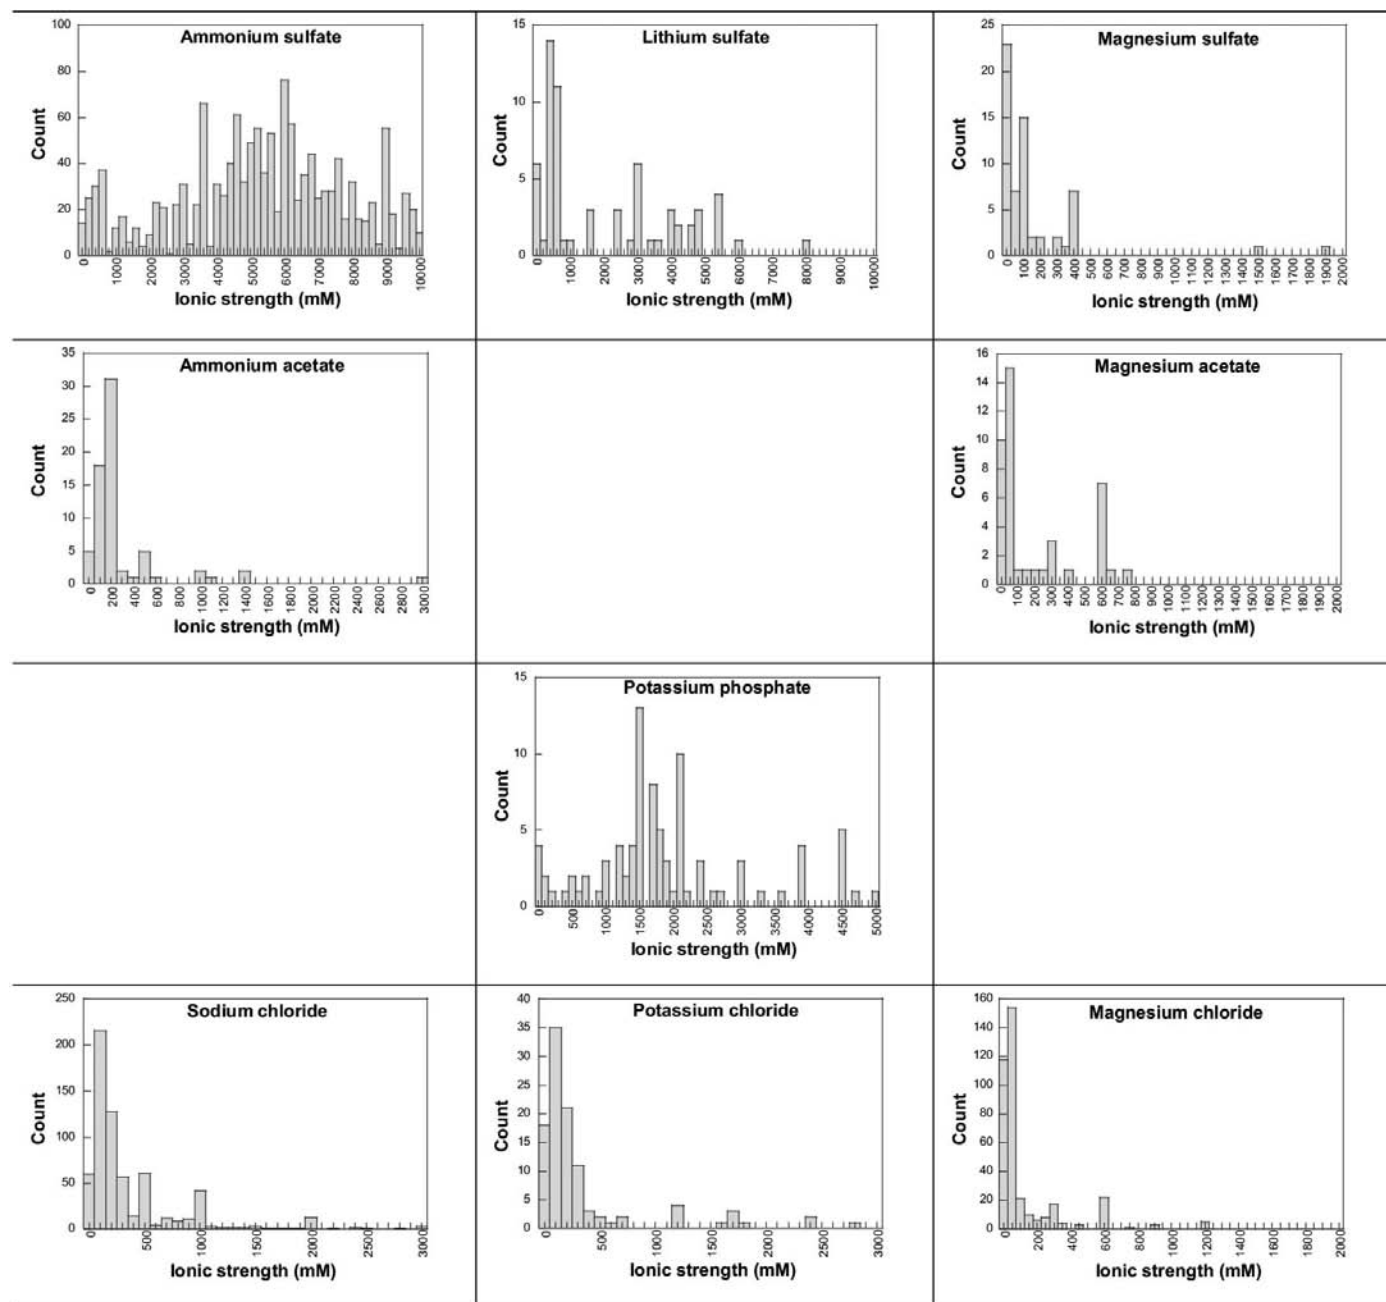 Ammonium sulfate
100
80
60
40
20
0
Count
0 1000 2000 3000 4000 5000 6000 7000 8000 9000 10000
Ionic strength (mM)
Lithium sulfate
15
10
5
0
Count
0 1000 2000 3000 4000 5000 6000 7000 8000 9000 10000
Ionic strength (mM)
Magnesium sulfate
25
20
15
10
5
0
Count
0 100 200 300 400 500 600 700 800 900 1000 1100 1200 1300 1400 1500 1600 1700 1800 1900 2000
Ionic strength (mM)
Ammonium acetate
35
30
25
20
15
10
5
0
Count
0 200 400 600 800 1000 1200 1400 1600 1800 2000 2200 2400 2600 2800 3000
Ionic strength (mM)
Magnesium acetate
16
14
12
10
8
6
4
2
0
Count
0 100 200 300 400 500 600 700 800 900 1000 1100 1200 1300 1400 1500 1600 1700 1800 1900 2000
Ionic strength (mM)
Potassium phosphate
15
10
5
0
Count
0 500 1000 1500 2000 2500 3000 3500 4000 4500 5000
Ionic strength (mM)
Sodium chloride
250
200
150
100
50
0
Count
0 500 1000 1500 2000 2500 3000
Ionic strength (mM)
Potassium chloride
40
35
30
25
20
15
10
5
0
Count
0 500 1000 1500 2000 2500 3000
Ionic strength (mM)
Magnesium chloride
160
140
120
100
80
60
40
20
0
Count
0 200 400 600 800 1000 1200 1400 1600 1800 2000
Ionic strength (mM)